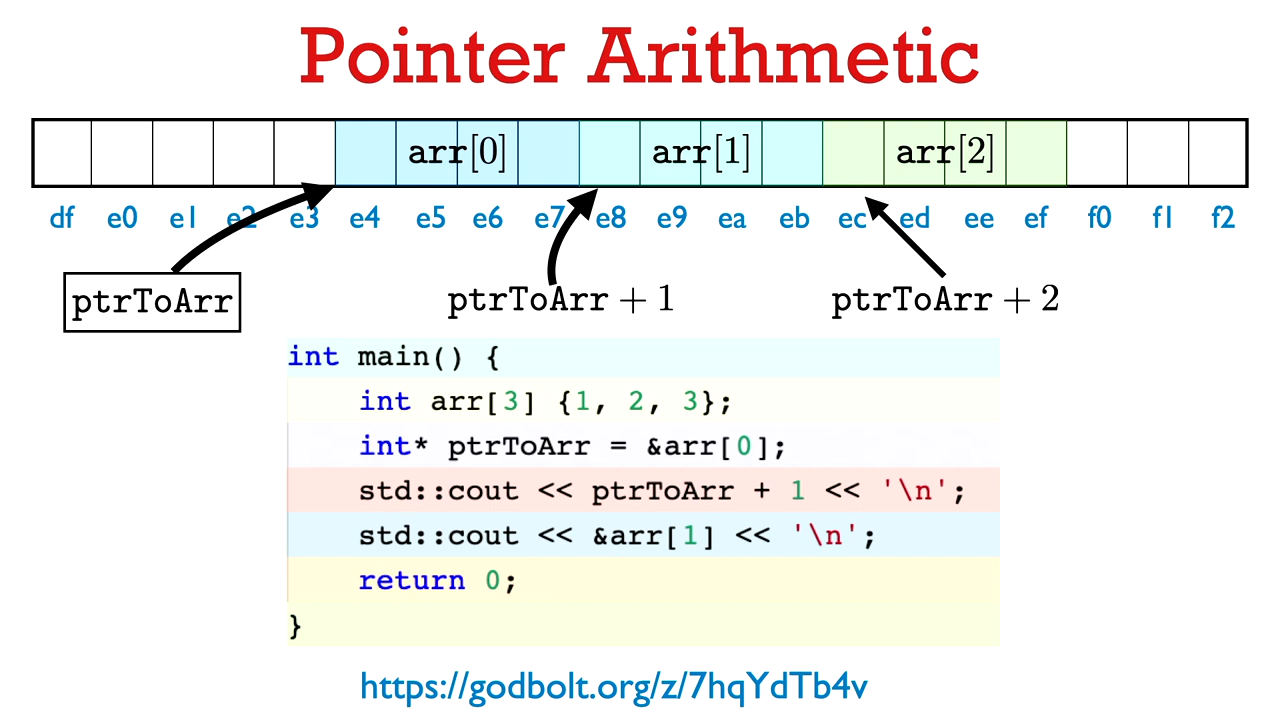 Pointer Arithmetic
arr[0] arr[1] arr[2]
df e0 e1 e2 e3 e4 e5 e6 e7 e8 e9 ea eb ec ed ee ef f0 f1 f2
ptrToArr ptrToArr + 1 ptrToArr + 2
int main() {
    int arr[3] {1, 2, 3};
    int* ptrToArr = &arr[0];
    std::cout << ptrToArr + 1 << '\n';
    std::cout << &arr[1] << '\n';
    return 0;
}
https://godbolt.org/z/7hqYdTb4v